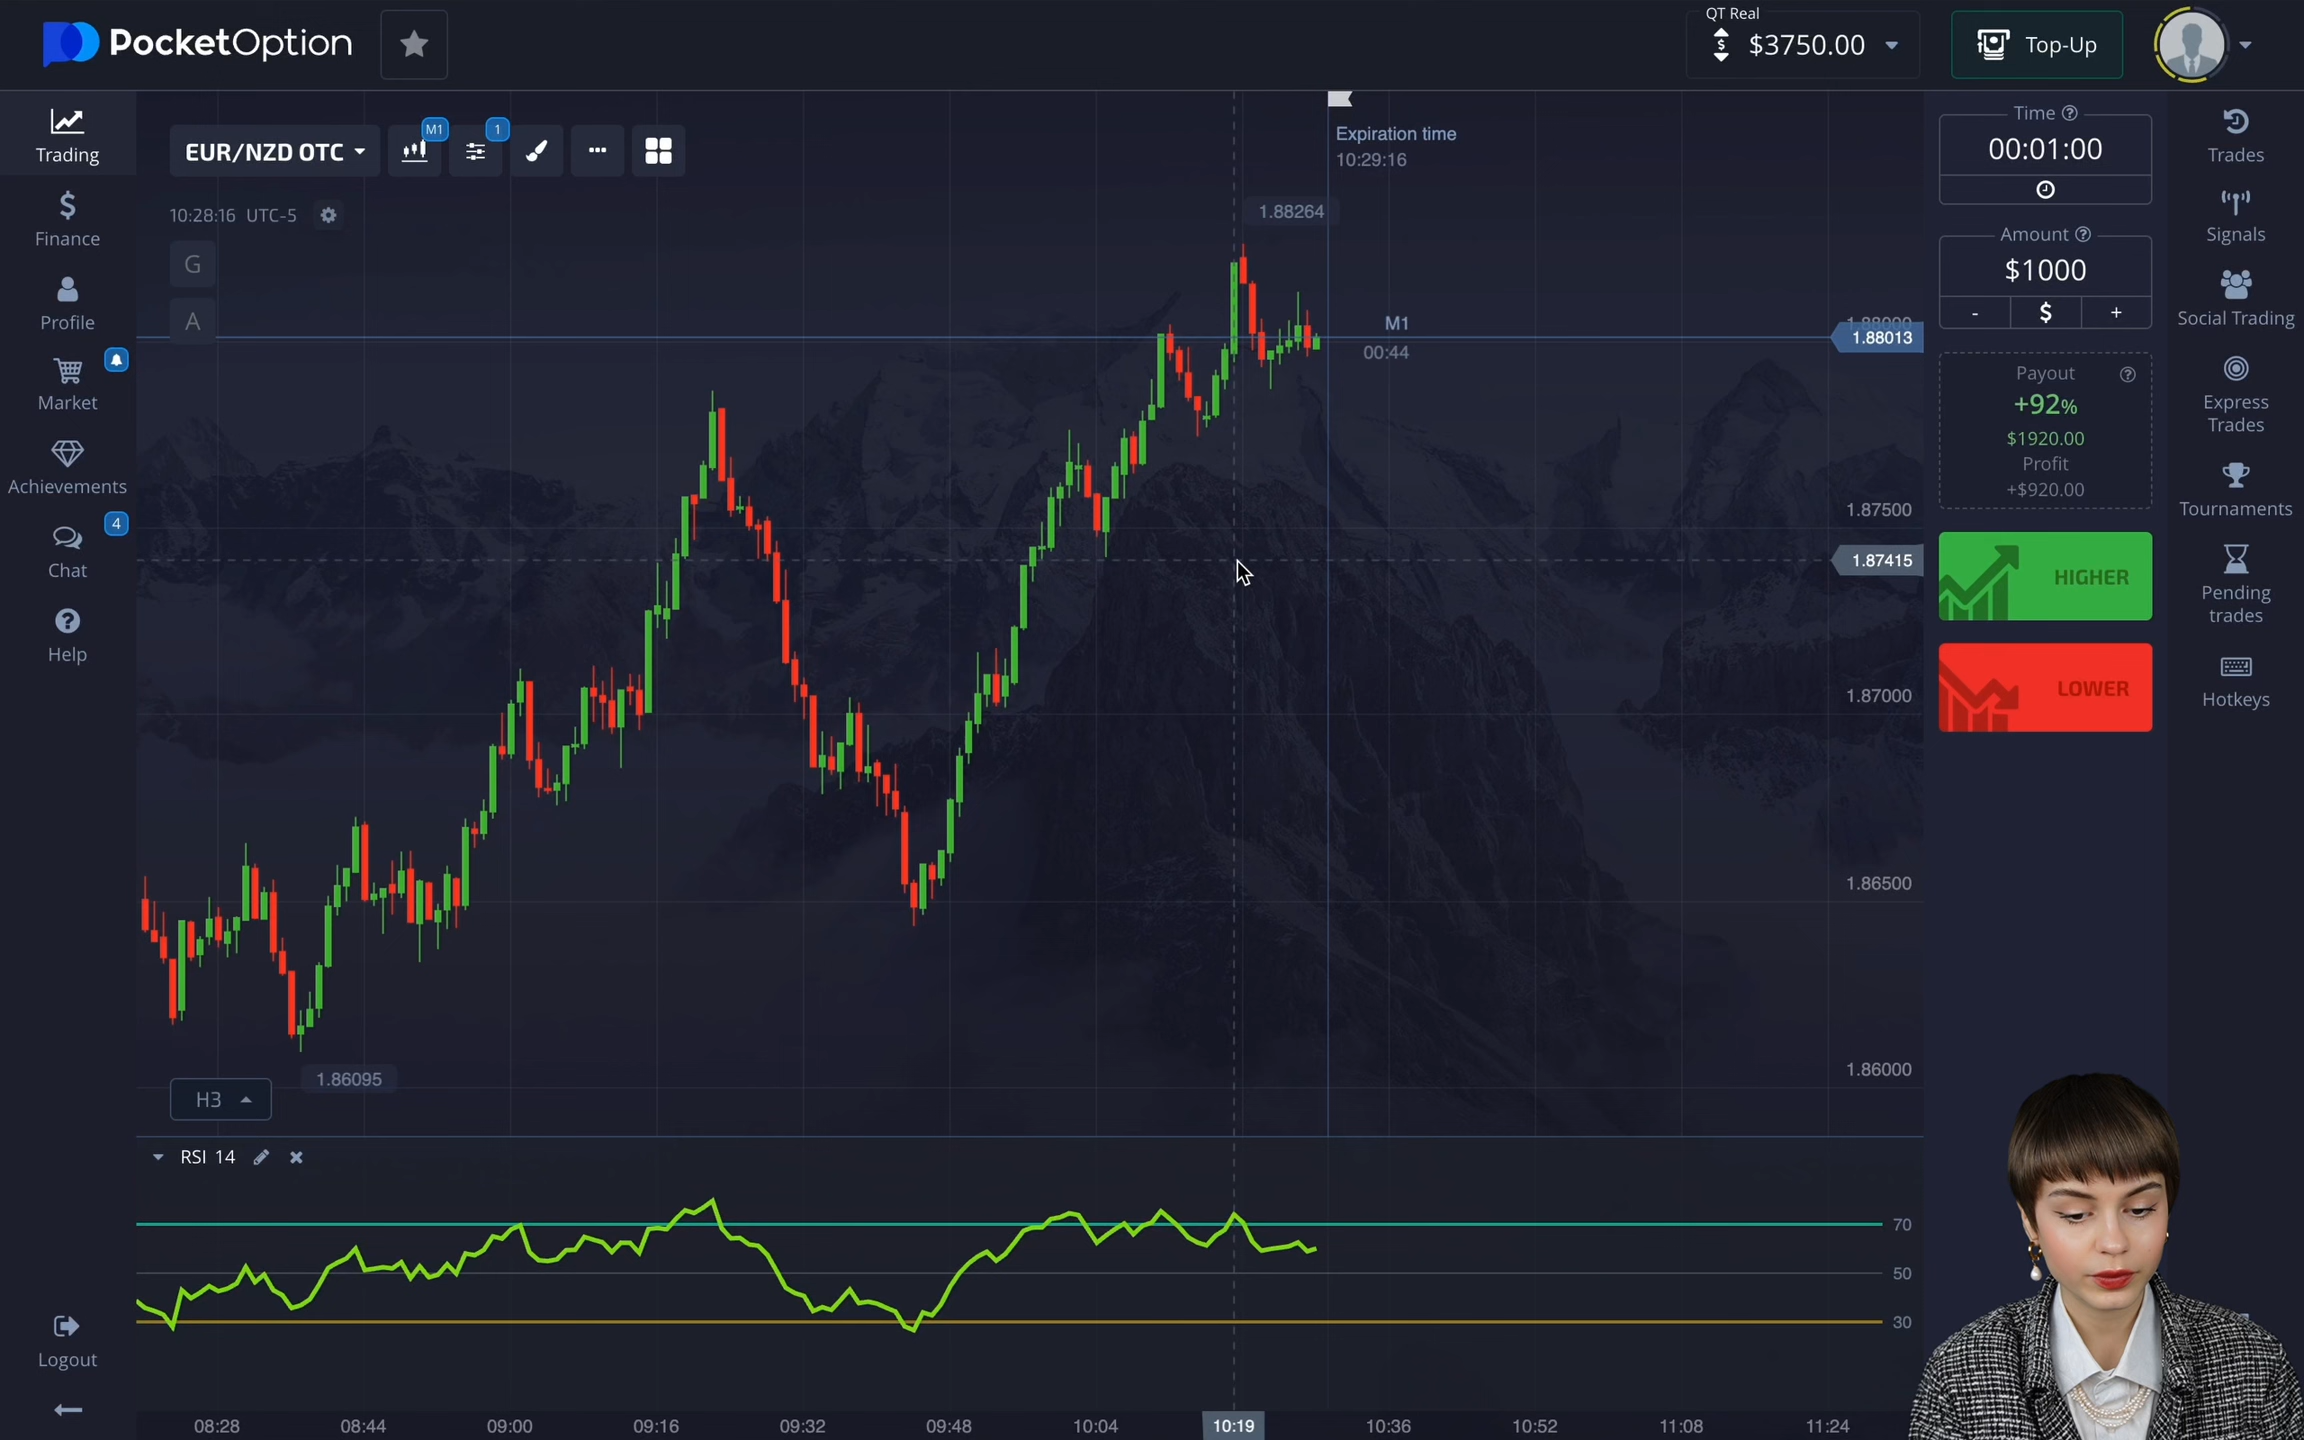 PocketOption
QT Real
$3750.00
Top-Up
Trading
Finance
Profile
Market
Achievements
4
Chat
Help
Logout
EUR/NZD OTC
M1
1
10:28:16 UTC-5
G
A
Expiration time
10:29:16
1.88264
M1
00:44
1.88000
1.88013
1.87500
1.87415
1.87000
1.86500
1.86000
1.86095
H3
RSI 14
70
50
30
08:28
08:44
09:00
09:16
09:32
09:48
10:04
10:19
10:36
10:52
11:08
11:24
Time
00:01:00
Amount
$1000
- $ +
Payout
+92%
$1920.00
Profit
+$920.00
HIGHER
LOWER
Trades
Signals
Social Trading
Express
Trades
Tournaments
Pending
trades
Hotkeys